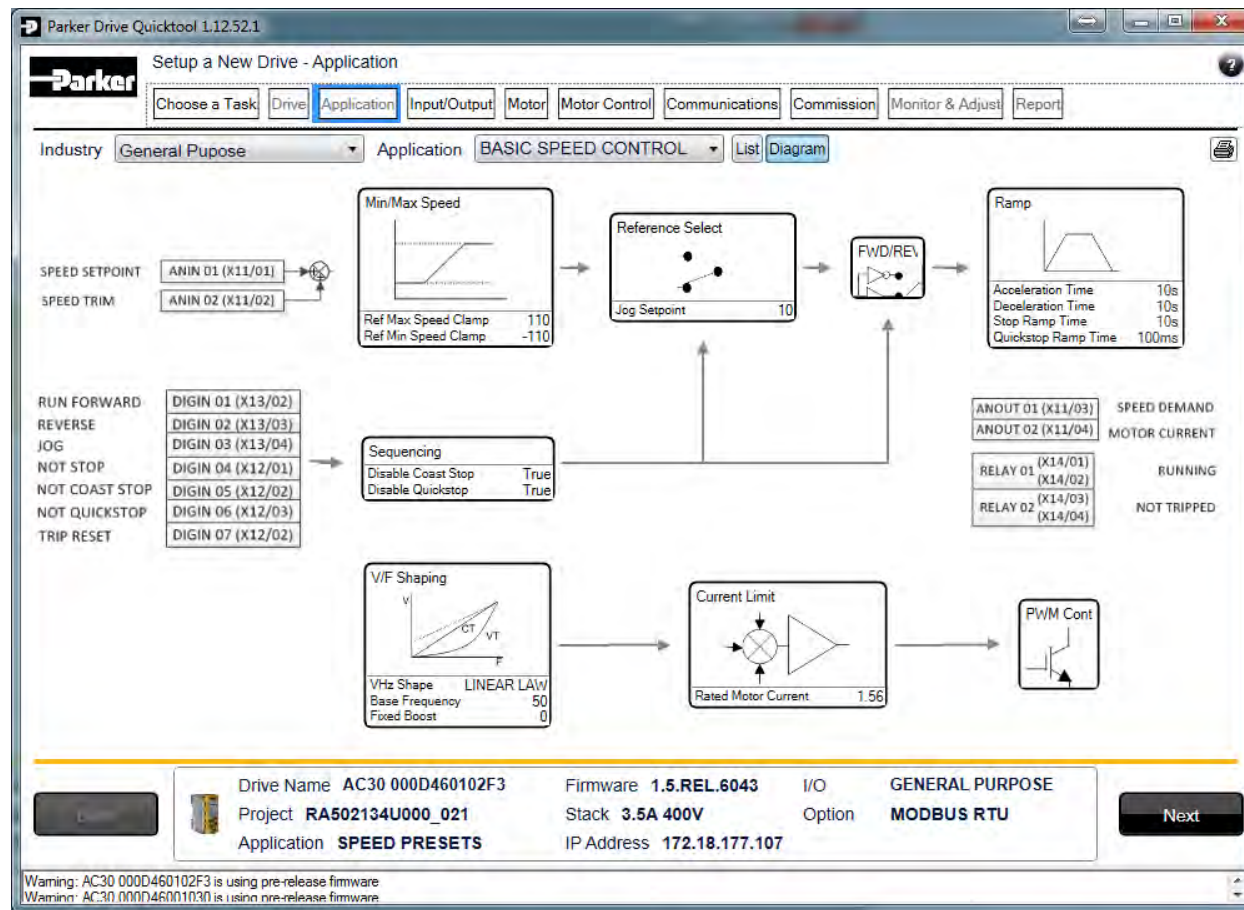 Parker Drive Quicktool 1.12.52.1
Parker
Setup a New Drive - Application
?
Choose a Task Drive Application Input/Output Motor Motor Control Communications Commission Monitor & Adjust Report
Industry General Pupose Application BASIC SPEED CONTROL List Diagram
Min/Max Speed
Ref Max Speed Clamp 110
Ref Min Speed Clamp -110
Reference Select
Jog Setpoint 10
FWD/REV
Ramp
Acceleration Time 10s
Deceleration Time 10s
Stop Ramp Time 10s
Quickstop Ramp Time 100ms
SPEED SETPOINT ANIN 01 (X11/01)
SPEED TRIM ANIN 02 (X11/02)
RUN FORWARD DIGIN 01 (X13/02)
REVERSE DIGIN 02 (X13/03)
JOG DIGIN 03 (X13/04)
NOT STOP DIGIN 04 (X12/01)
NOT COAST STOP DIGIN 05 (X12/02)
NOT QUICKSTOP DIGIN 06 (X12/03)
TRIP RESET DIGIN 07 (X12/02)
Sequencing
Disable Coast Stop True
Disable Quickstop True
ANOUT 01 (X11/03) SPEED DEMAND
ANOUT 02 (X11/04) MOTOR CURRENT
RELAY 01 (X14/01) (X14/02) RUNNING
RELAY 02 (X14/03) (X14/04) NOT TRIPPED
V/F Shaping
V
CT VT
F
VHz Shape LINEAR LAW
Base Frequency 50
Fixed Boost 0
Current Limit
Rated Motor Current 1.56
PWM Cont
Drive Name AC30 000D460102F3 Firmware 1.5.REL.6043 I/O GENERAL PURPOSE
Project RA502134U000_021 Stack 3.5A 400V Option MODBUS RTU
Application SPEED PRESETS IP Address 172.18.177.107
Next
Warning: AC30 000D460102F3 is using pre-release firmware
Warning: AC30 000D46001030 is using pre-release firmware